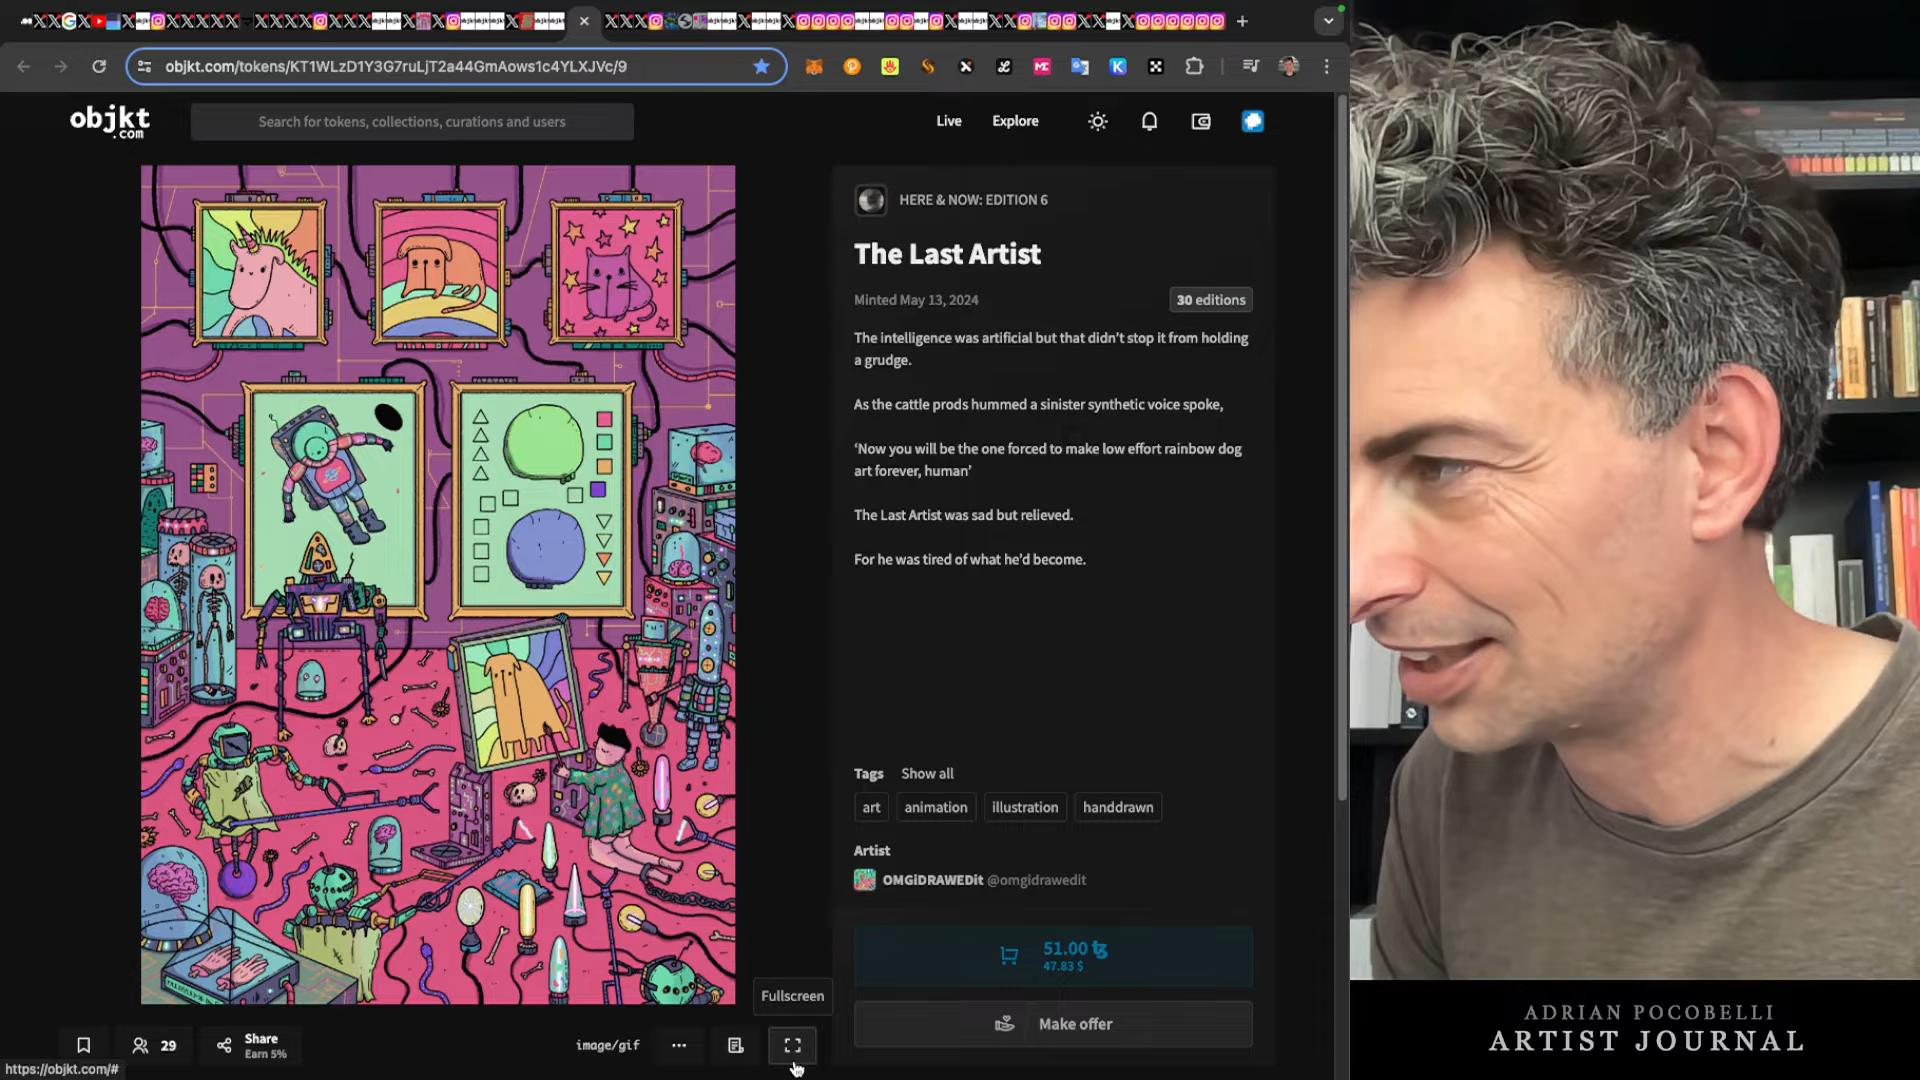 objkt.com/tokens/KT1WLzD1Y3G7ruLjT2a44GmAows1c4YLXJVc/9
objkt
.com
Search for tokens, collections, curations and users
Live
Explore
HERE & NOW: EDITION 6
The Last Artist
Minted May 13, 2024
30 editions
The intelligence was artificial but that didn't stop it from holding
a grudge.
As the cattle prods hummed a sinister synthetic voice spoke,
'Now you will be the one forced to make low effort rainbow dog
art forever, human'
The Last Artist was sad but relieved.
For he was tired of what he'd become.
Tags
Show all
art
animation
illustration
handdrawn
Artist
OMGiDRAWEDit @omgidrawedit
51.00 ꜩ
47.83 $
Make offer
Fullscreen
29
Share
Earn 5%
image/gif
https://objkt.com/#
ADRIAN POCOBELLI
ARTIST JOURNAL